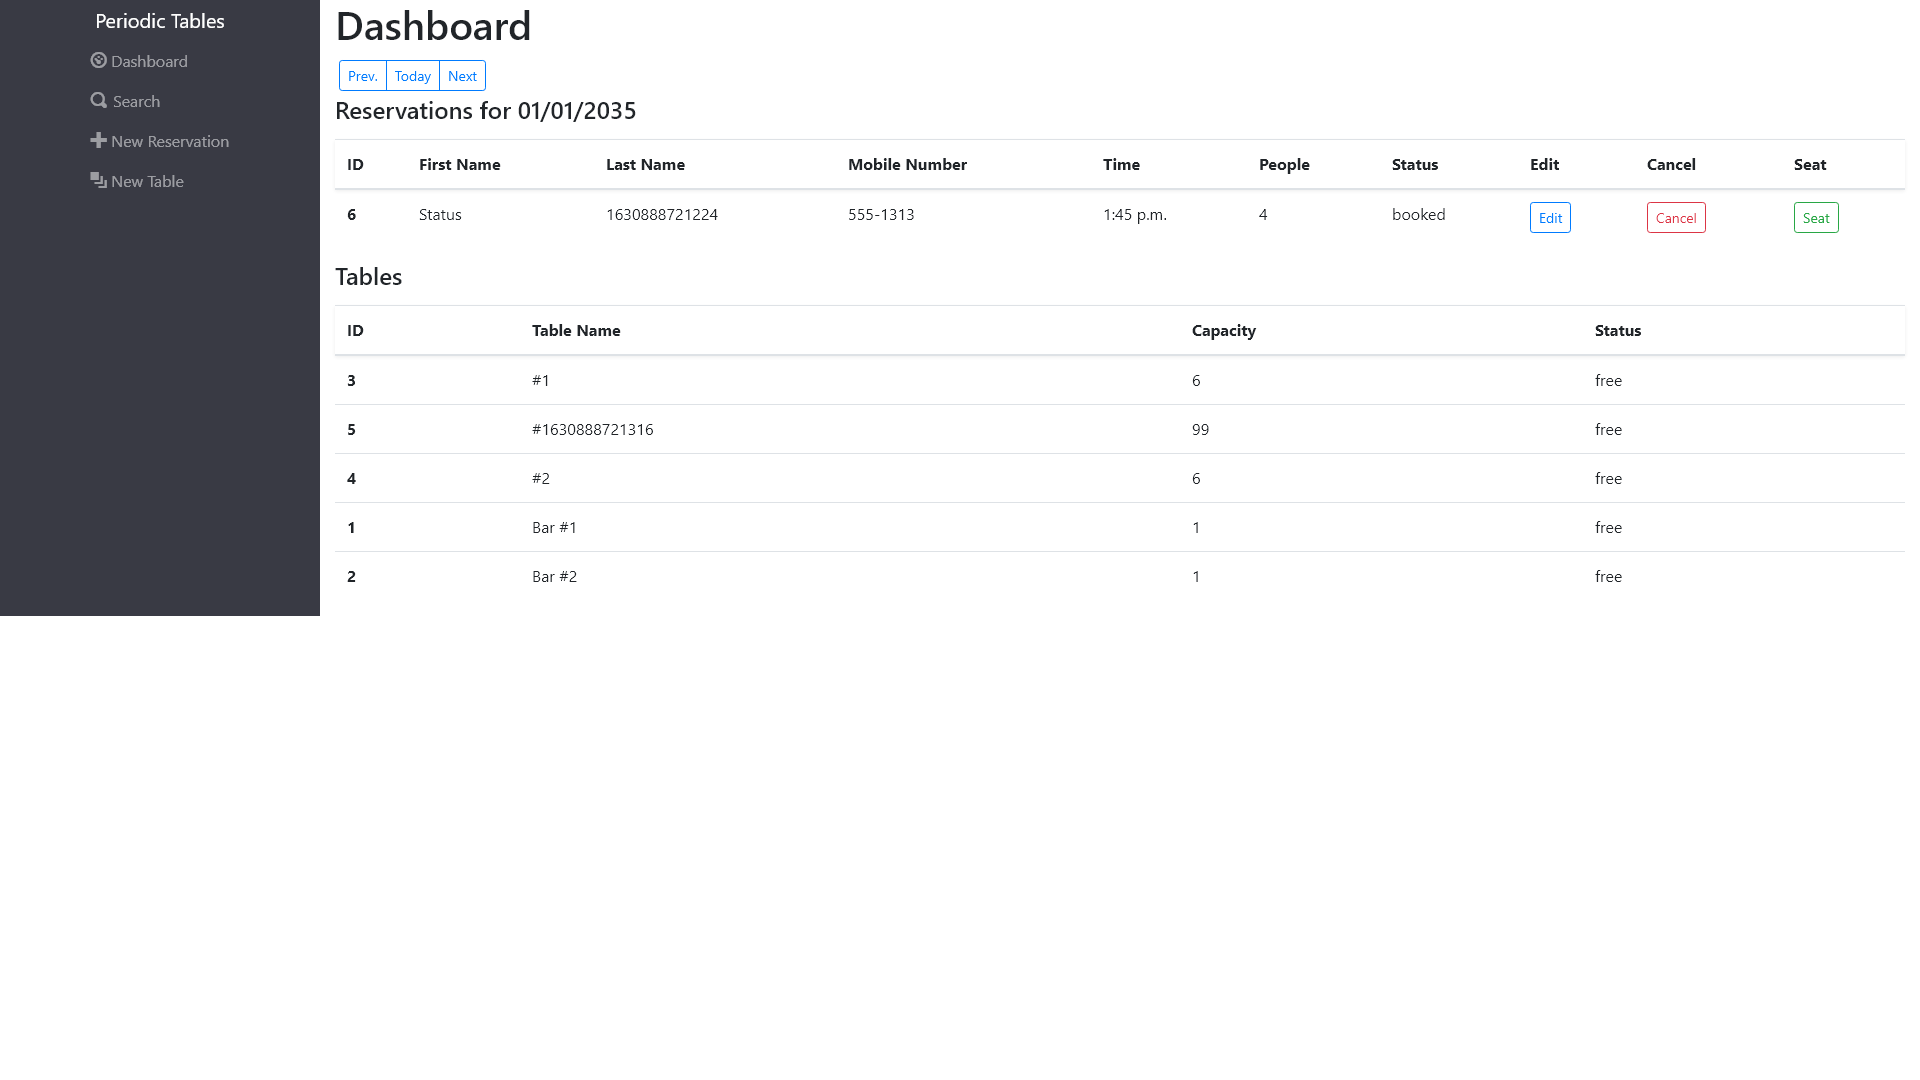 Periodic Tables
Dashboard
Search
New Reservation
New Table
Dashboard
Prev. Today Next
Reservations for 01/01/2035
ID First Name Last Name Mobile Number Time People Status Edit Cancel Seat
6 Status 1630888721224 555-1313 1:45 p.m. 4 booked Edit Cancel Seat
Tables
ID Table Name Capacity Status
3 #1 6 free
5 #1630888721316 99 free
4 #2 6 free
1 Bar #1 1 free
2 Bar #2 1 free